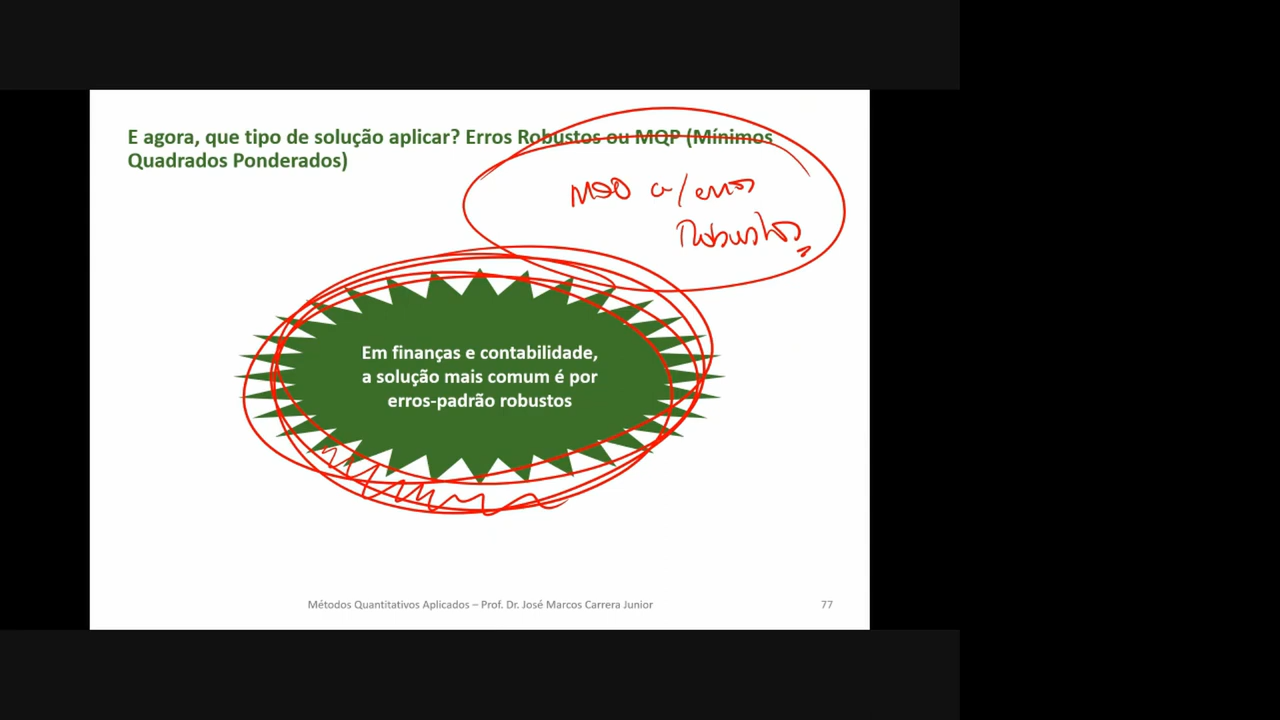 E agora, que tipo de solução aplicar? Erros Robustos ou MQP (Mínimos
Quadrados Ponderados)
MQO c/ erros
Robustos
Em finanças e contabilidade,
a solução mais comum é por
erros-padrão robustos
Métodos Quantitativos Aplicados – Prof. Dr. José Marcos Carrera Junior
77